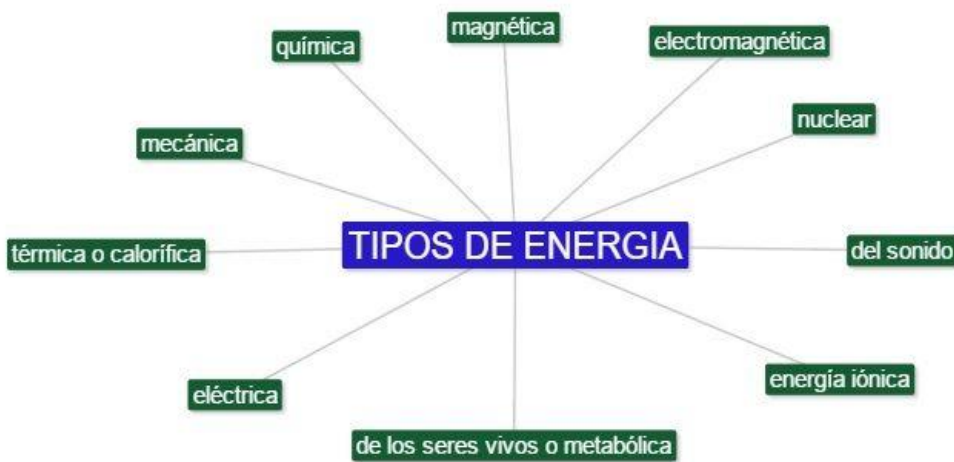 magnética
química
electromagnética
nuclear
mecánica
TIPOS DE ENERGIA
térmica o calorífica
del sonido
energía iónica
eléctrica
de los seres vivos o metabólica